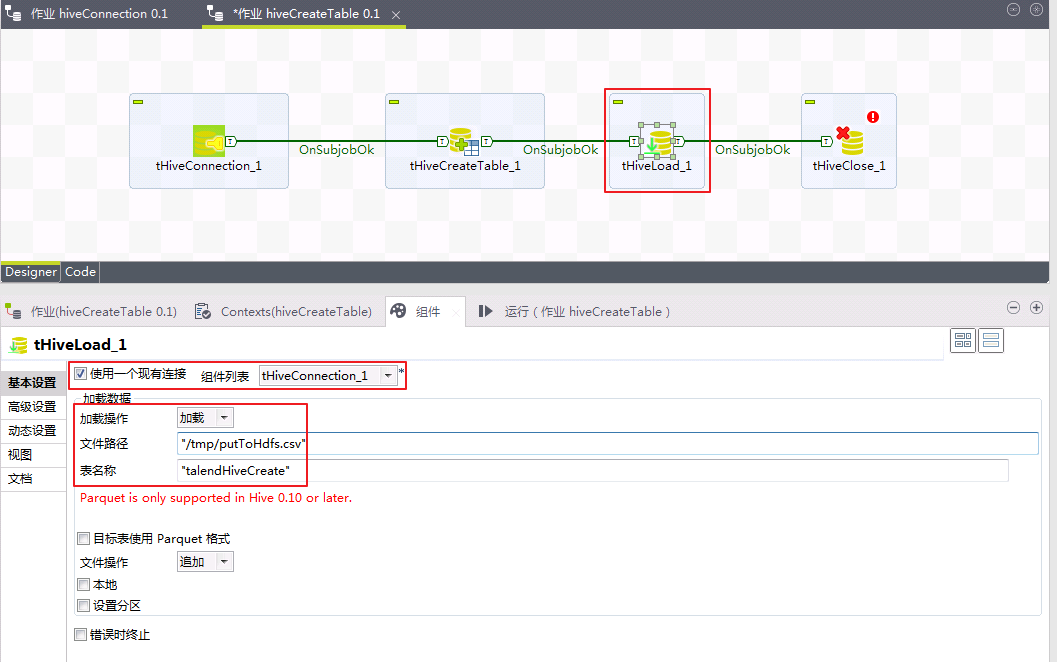 作业 hiveConnection 0.1
*作业 hiveCreateTable 0.1
T
T
T
T
T
T
OnSubjobOk
OnSubjobOk
OnSubjobOk
tHiveConnection_1
tHiveCreateTable_1
tHiveLoad_1
tHiveClose_1
Designer
Code
作业(hiveCreateTable 0.1)
Contexts(hiveCreateTable)
组件
运行 ( 作业 hiveCreateTable )
tHiveLoad_1
基本设置
高级设置
动态设置
视图
文档
使用一个现有连接
组件列表
tHiveConnection_1
*
加载数据
加载操作
加载
文件路径
"/tmp/putToHdfs.csv"
表名称
"talendHiveCreate"
Parquet is only supported in Hive 0.10 or later.
目标表使用 Parquet 格式
文件操作
追加
本地
设置分区
错误时终止